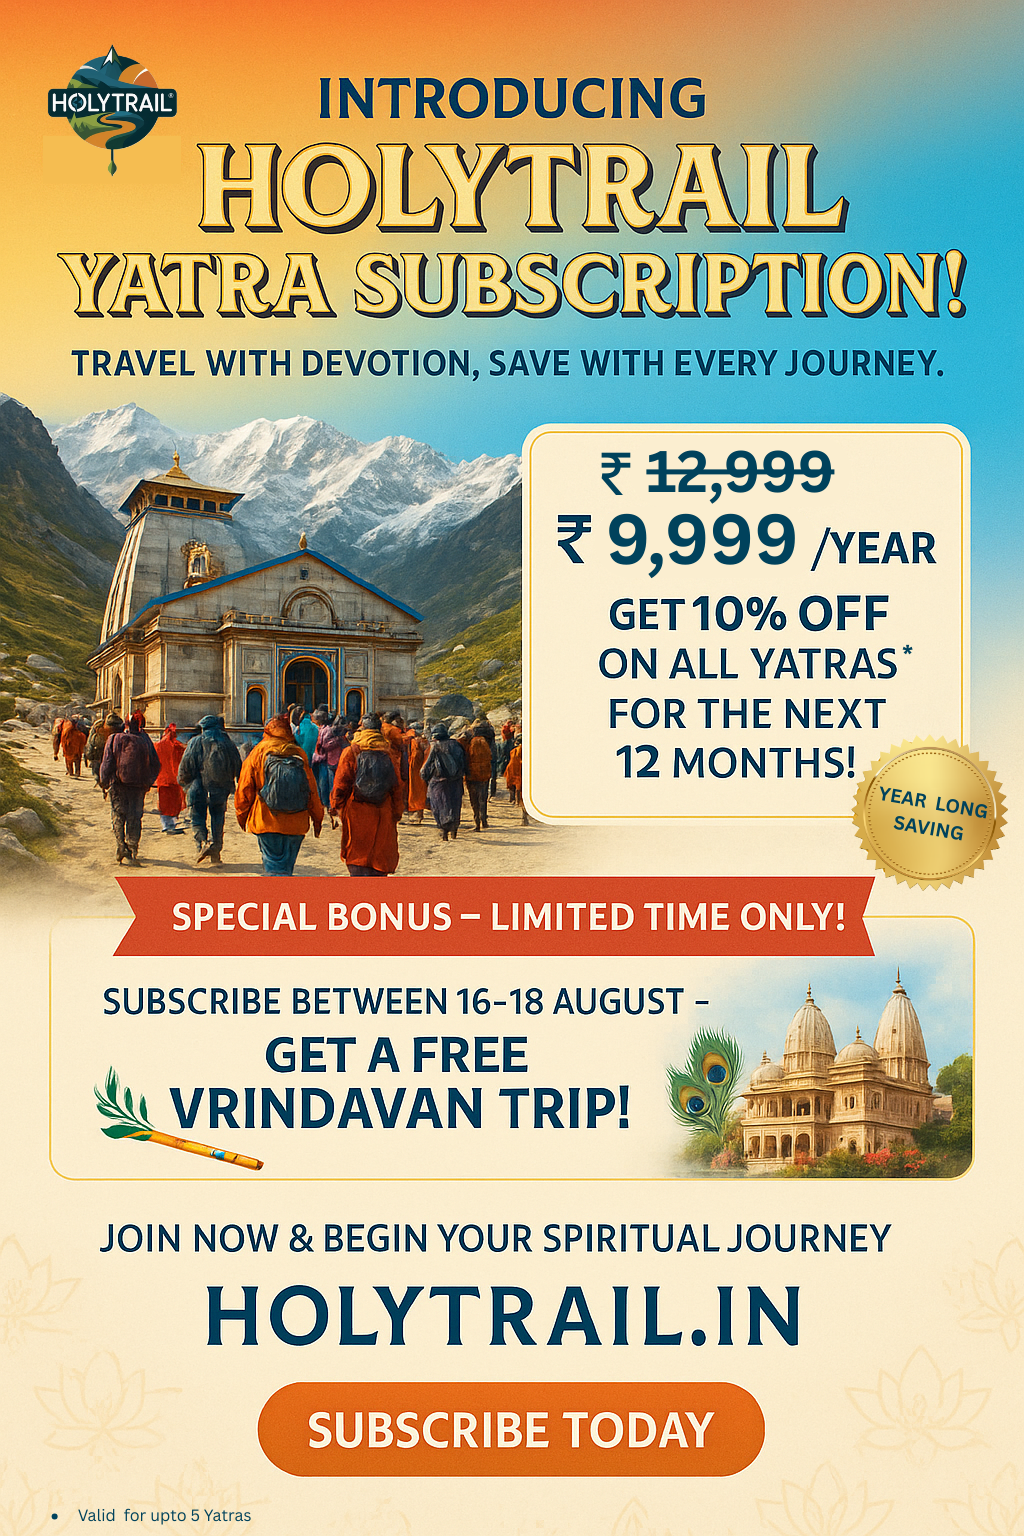 HOLYTRAIL®
INTRODUCING
HOLYTRAIL
YATRA SUBSCRIPTION!
TRAVEL WITH DEVOTION, SAVE WITH EVERY JOURNEY.
₹ 12,999
₹ 9,999 /YEAR
GET 10% OFF
ON ALL YATRAS*
FOR THE NEXT
12 MONTHS!
YEAR LONG
SAVING
SPECIAL BONUS – LIMITED TIME ONLY!
SUBSCRIBE BETWEEN 16-18 AUGUST –
GET A FREE
VRINDAVAN TRIP!
JOIN NOW & BEGIN YOUR SPIRITUAL JOURNEY
HOLYTRAIL.IN
SUBSCRIBE TODAY
• Valid for upto 5 Yatras